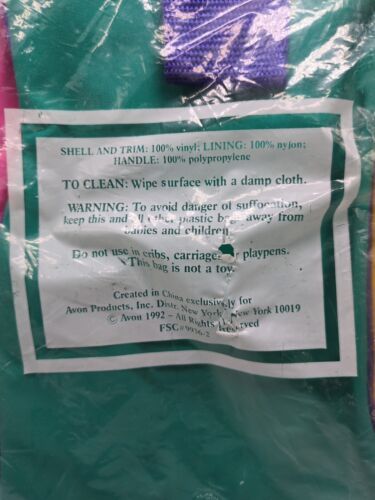 SHELL AND TRIM: 100% vinyl; LINING: 100% nylon;
HANDLE: 100% polypropylene
TO CLEAN: Wipe surface with a damp cloth.
WARNING: To avoid danger of suffocation,
keep this and all other plastic bags away from
babies and children.
Do not use in cribs, carriages or playpens.
This bag is not a toy.
Created in China exclusively for
Avon Products, Inc. Distr. New York, New York 10019
© Avon 1992 – All Rights Reserved
FSC# 9936-2